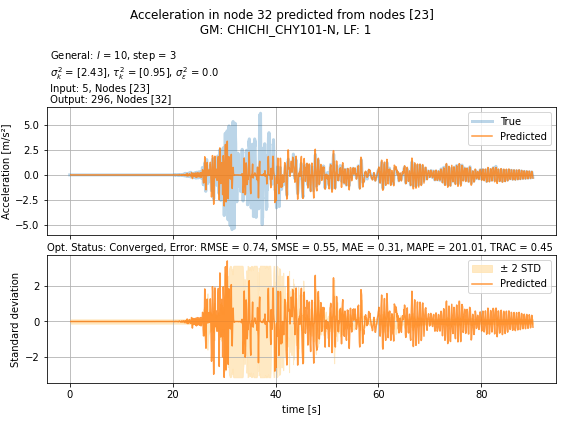 Acceleration in node 32 predicted from nodes [23]
GM: CHICHI_CHY101-N, LF: 1
General: l = 10, step = 3
σ²ₖ = [2.43], τ²ₖ = [0.95], σ²ε = 0.0
Input: 5, Nodes [23]
Output: 296, Nodes [32]
Acceleration [m/s²]
5.0
2.5
0.0
−2.5
−5.0
True
Predicted
Opt. Status: Converged, Error: RMSE = 0.74, SMSE = 0.55, MAE = 0.31, MAPE = 201.01, TRAC = 0.45
Standard deviation
2
0
−2
± 2 STD
Predicted
0 20 40 60 80
time [s]